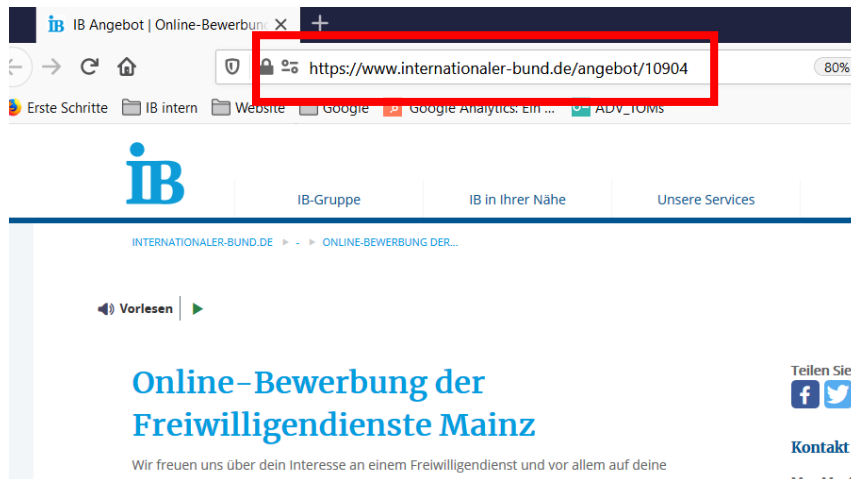 iB IB Angebot | Online-Bewerbung
https://www.internationaler-bund.de/angebot/10904 80%
Erste Schritte IB intern Website Google Google Analytics: Ein ... ADV_TOMs
iB
IB-Gruppe IB in Ihrer Nähe Unsere Services
INTERNATIONALER-BUND.DE - ONLINE-BEWERBUNG DER...
Vorlesen
Online-Bewerbung der
Freiwilligendienste Mainz
Wir freuen uns über dein Interesse an einem Freiwilligendienst und vor allem auf deine
Teilen Sie
Kontakt